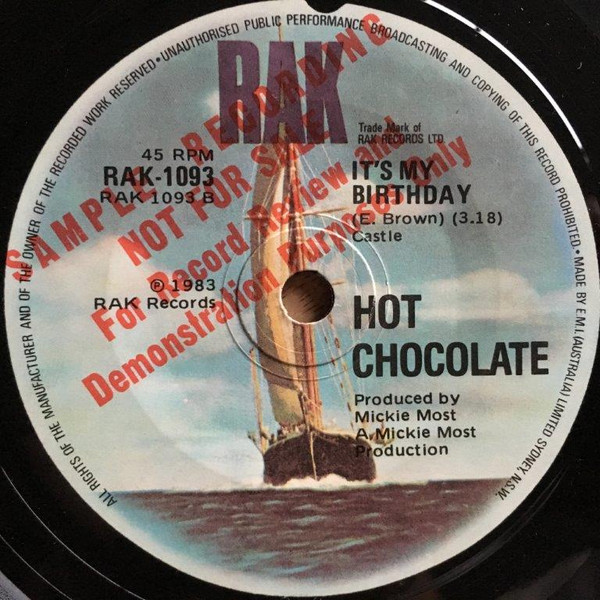 ALL RIGHTS OF THE MANUFACTURER AND OF THE OWNER OF THE RECORDED WORK RESERVED • UNAUTHORISED PUBLIC PERFORMANCE BROADCASTING AND COPYING OF THIS RECORD PROHIBITED. • MADE BY E.M.I. (AUSTRALIA) LIMITED SYDNEY, N.S.W.
RAK
Trade Mark of
RAK RECORDS LTD
45 RPM
RAK-1093
RAK 1093 B
IT'S MY
BIRTHDAY
(E. Brown) (3.18)
Castle
℗ 1983
RAK Records
HOT
CHOCOLATE
Produced by
Mickie Most
A Mickie Most
Production
SAMPLE RECORDING
NOT FOR SALE
For Record Review and
Demonstration Purposes Only